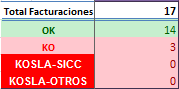 Total Facturaciones 17
OK 14
KO 3
KOSLA-SICC 0
KOSLA-OTROS 0